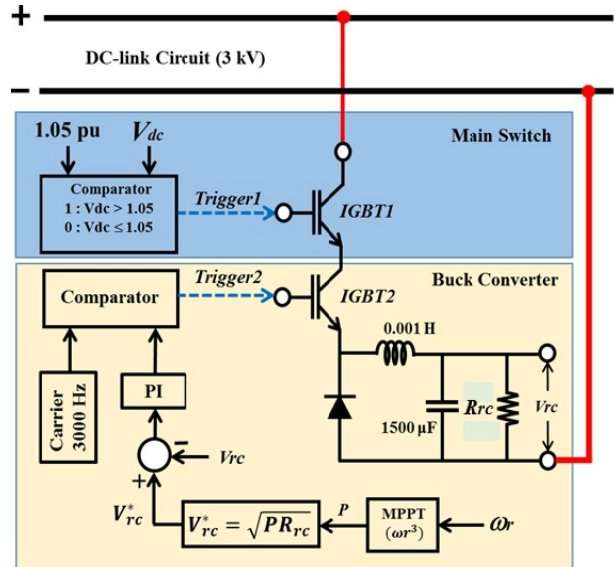 +
DC-link Circuit (3 kV)
−
1.05 pu
Vdc
Main Switch
Comparator
1 : Vdc > 1.05
0 : Vdc ≤ 1.05
Trigger1
IGBT1
Buck Converter
Comparator
Trigger2
IGBT2
0.001 H
Carrier
3000 Hz
PI
1500 µF
Rrc
Vrc
−
Vrc
+
V*rc
V*rc = √PRrc
P
MPPT
(ωr³)
ωr